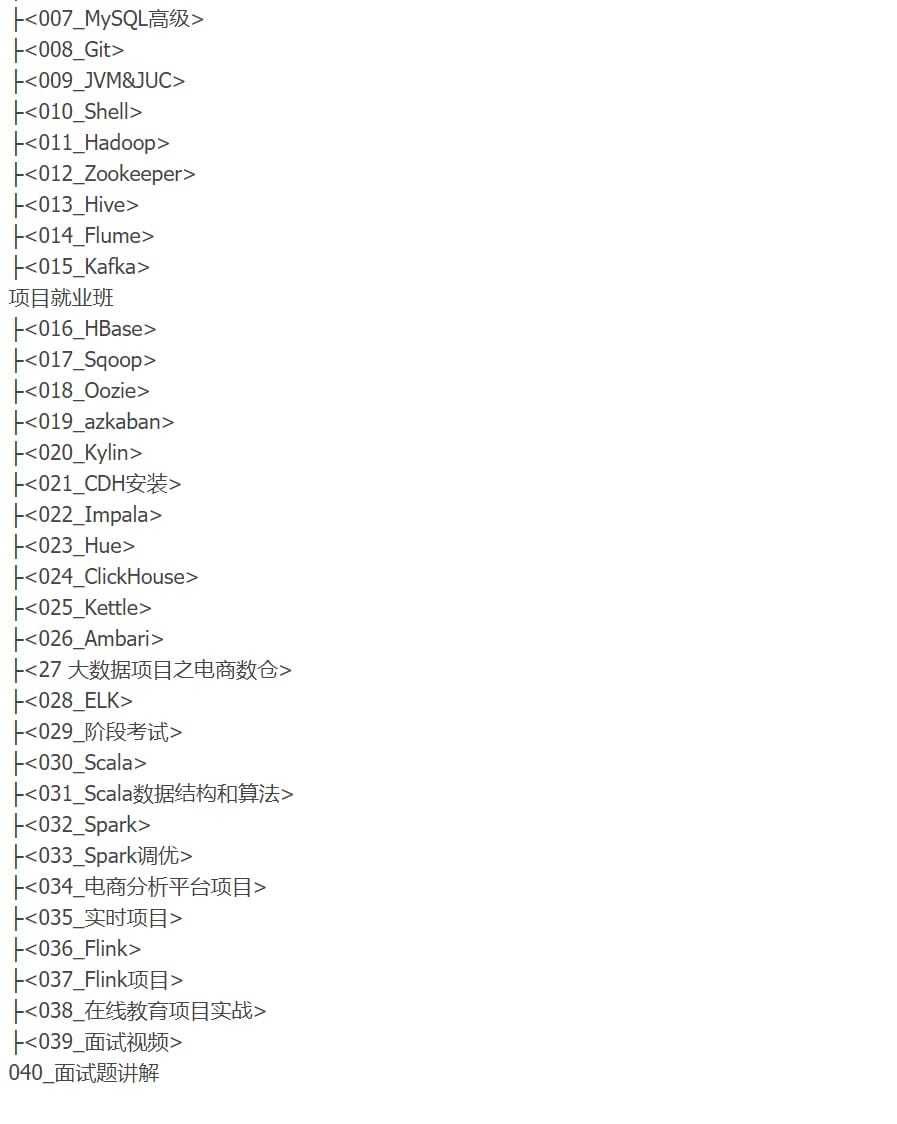 ├<007_MySQL高级>
├<008_Git>
├<009_JVM&JUC>
├<010_Shell>
├<011_Hadoop>
├<012_Zookeeper>
├<013_Hive>
├<014_Flume>
├<015_Kafka>
项目就业班
├<016_HBase>
├<017_Sqoop>
├<018_Oozie>
├<019_azkaban>
├<020_Kylin>
├<021_CDH安装>
├<022_Impala>
├<023_Hue>
├<024_ClickHouse>
├<025_Kettle>
├<026_Ambari>
├<27 大数据项目之电商数仓>
├<028_ELK>
├<029_阶段考试>
├<030_Scala>
├<031_Scala数据结构和算法>
├<032_Spark>
├<033_Spark调优>
├<034_电商分析平台项目>
├<035_实时项目>
├<036_Flink>
├<037_Flink项目>
├<038_在线教育项目实战>
├<039_面试视频>
040_面试题讲解